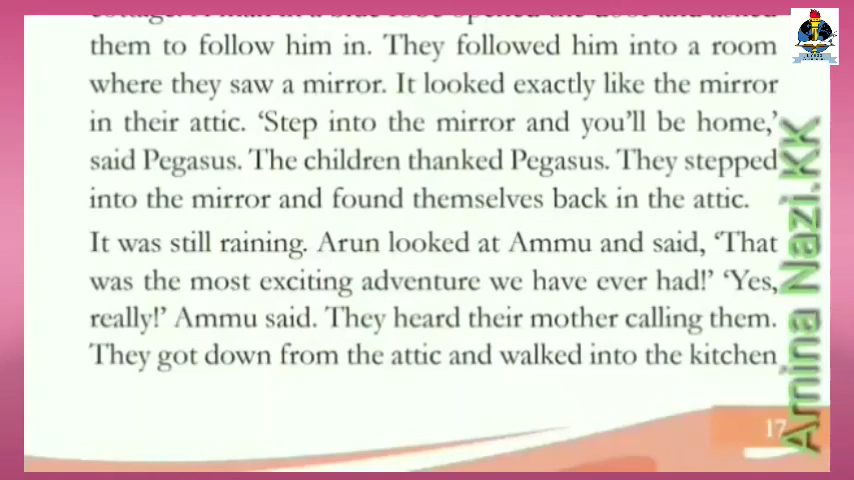 them to follow him in. They followed him into a room
where they saw a mirror. It looked exactly like the mirror
in their attic. ‘Step into the mirror and you’ll be home,’
said Pegasus. The children thanked Pegasus. They stepped
into the mirror and found themselves back in the attic.
It was still raining. Arun looked at Ammu and said, ‘That
was the most exciting adventure we have ever had!’ ‘Yes,
really!’ Ammu said. They heard their mother calling them.
They got down from the attic and walked into the kitchen
17
Amina Nazi.KK